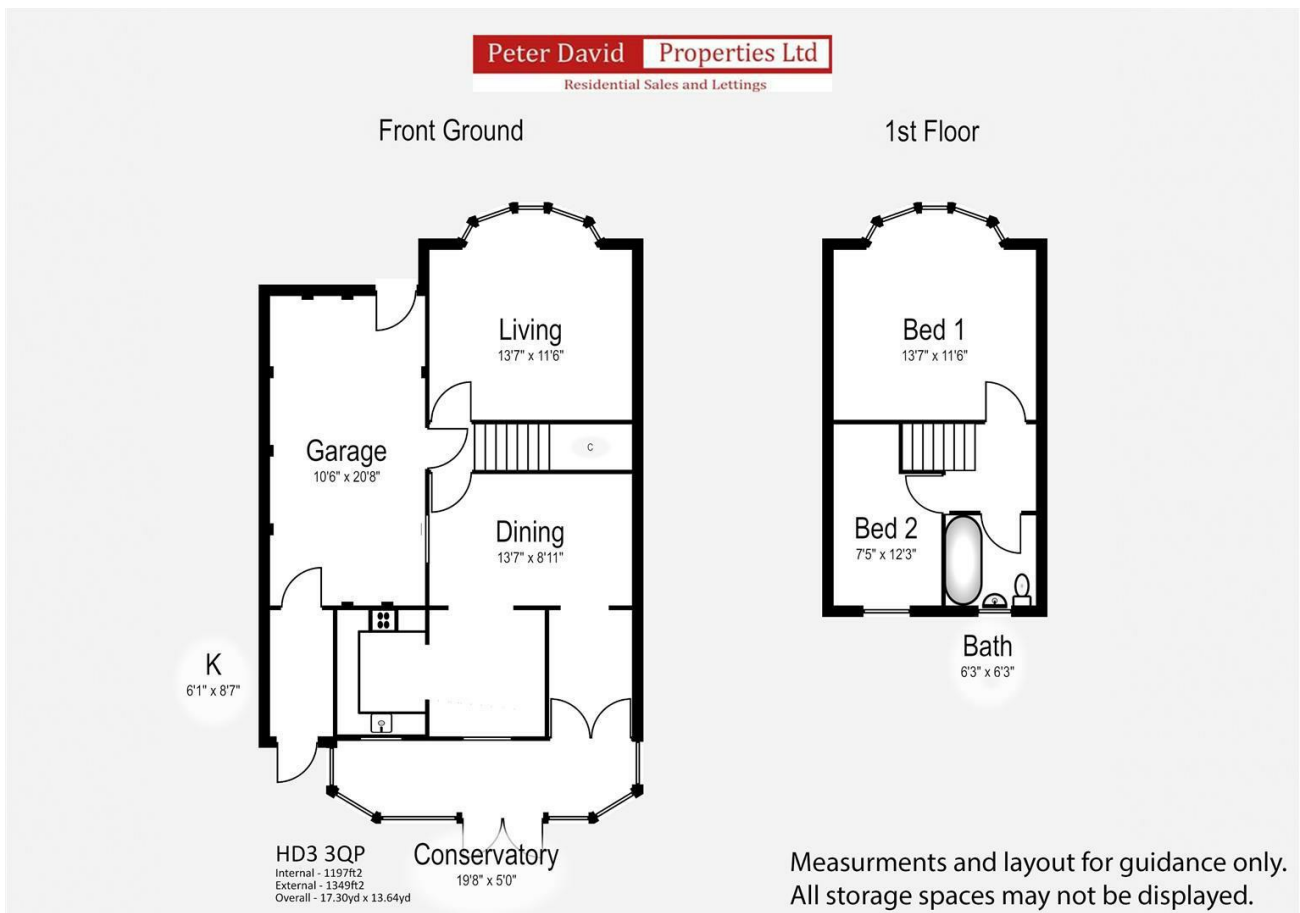 Peter David Properties Ltd
Residential Sales and Lettings
Front Ground
1st Floor
Living
13'7" x 11'6"
Bed 1
13'7" x 11'6"
Garage
10'6" x 20'8"
C
Dining
13'7" x 8'11"
Bed 2
7'5" x 12'3"
K
6'1" x 8'7"
Bath
6'3" x 6'3"
Conservatory
19'8" x 5'0"
HD3 3QP
Internal - 1197ft2
External - 1349ft2
Overall - 17.30yd x 13.64yd
Measurments and layout for guidance only.
All storage spaces may not be displayed.